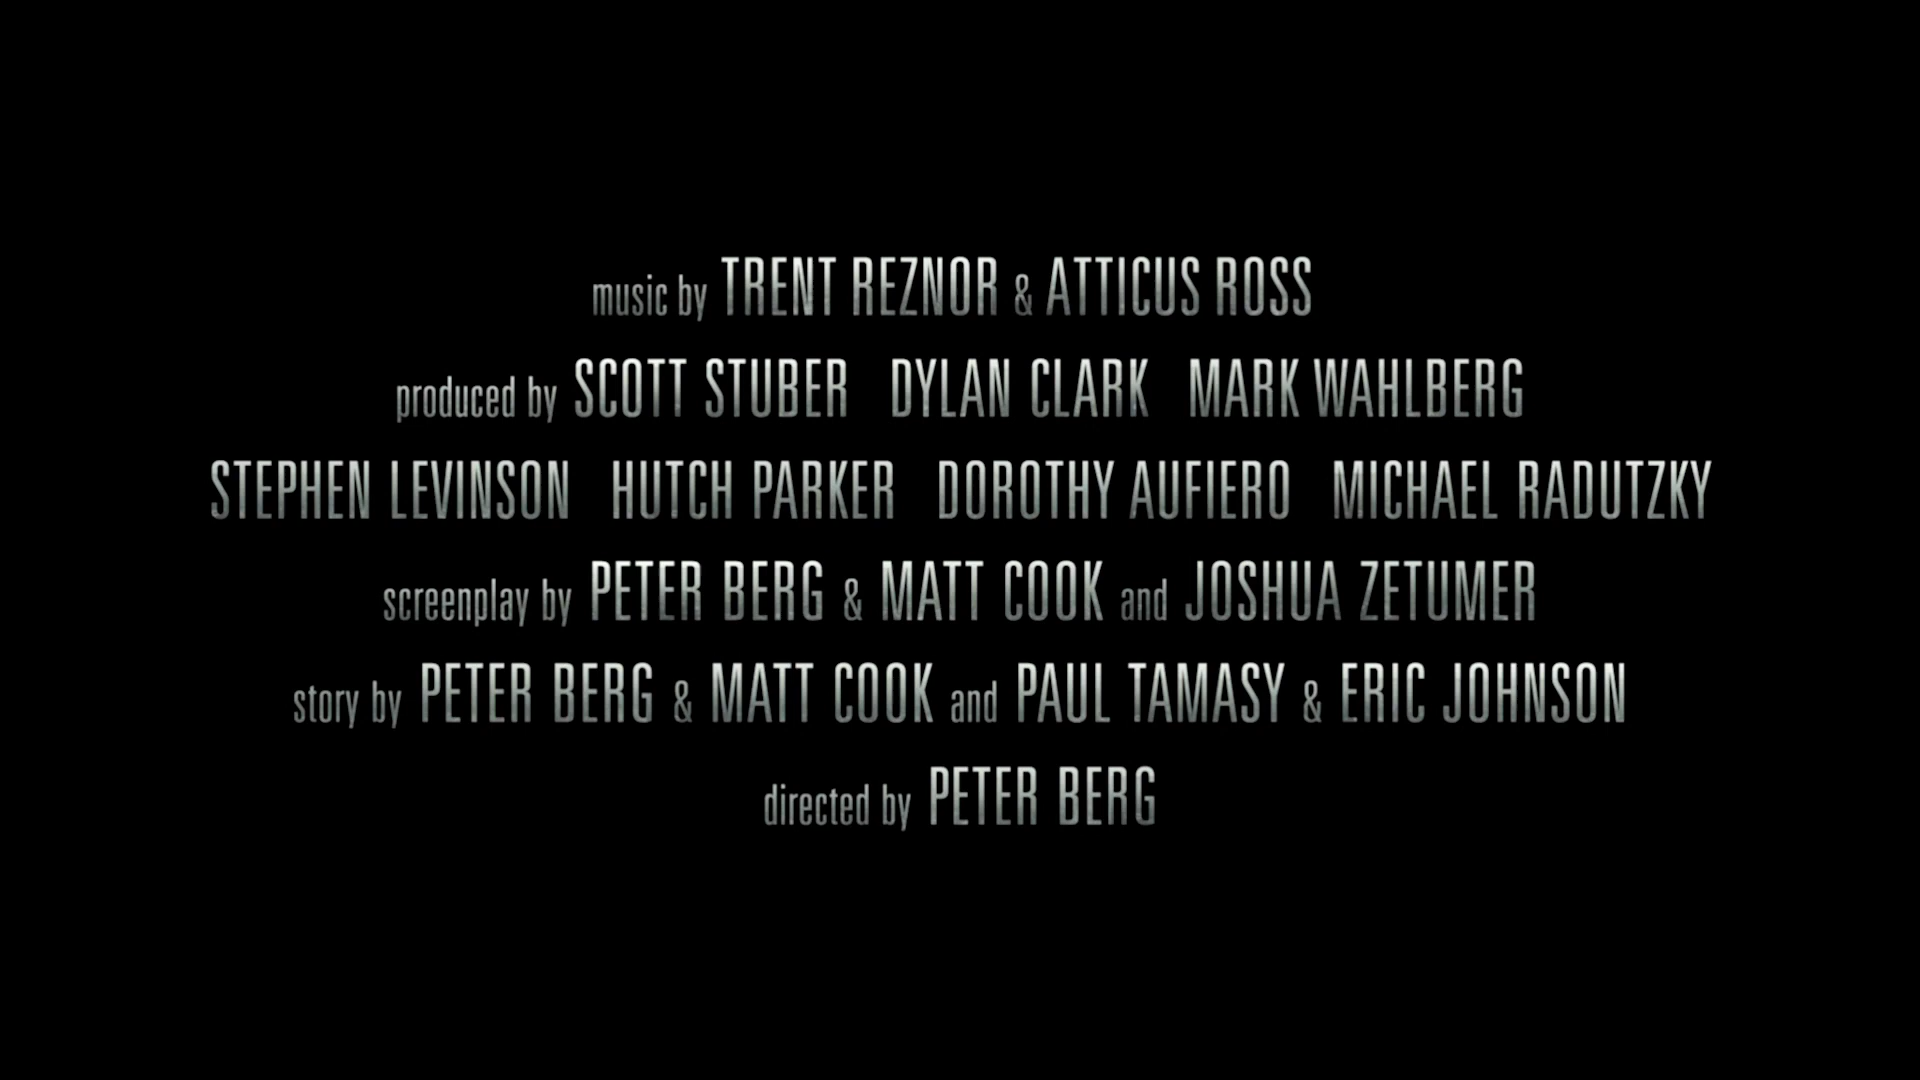 music by TRENT REZNOR & ATTICUS ROSS
produced by SCOTT STUBER DYLAN CLARK MARK WAHLBERG
STEPHEN LEVINSON HUTCH PARKER DOROTHY AUFIERO MICHAEL RADUTZKY
screenplay by PETER BERG & MATT COOK and JOSHUA ZETUMER
story by PETER BERG & MATT COOK and PAUL TAMASY & ERIC JOHNSON
directed by PETER BERG